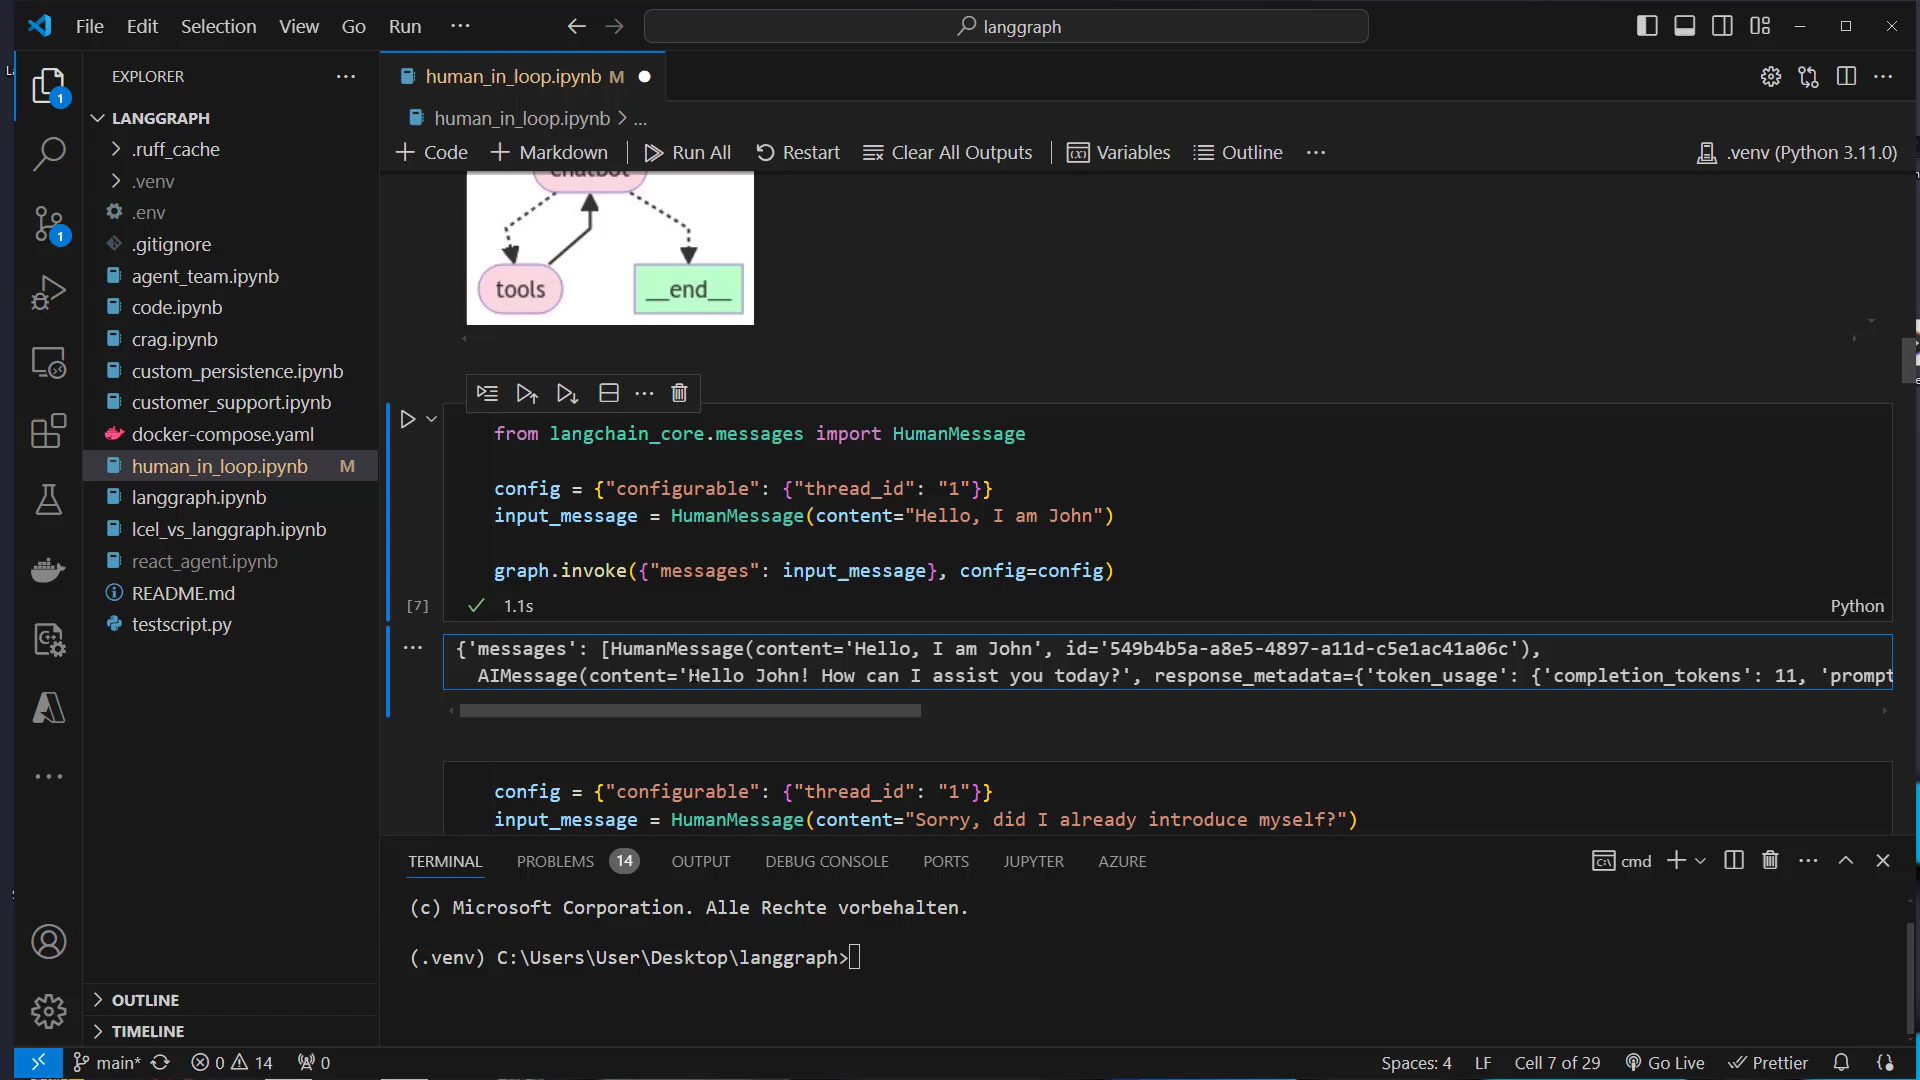 File Edit Selection View Go Run ··· langgraph
EXPLORER ···
LANGGRAPH
.ruff_cache
.venv
.env
.gitignore
agent_team.ipynb
code.ipynb
crag.ipynb
custom_persistence.ipynb
customer_support.ipynb
docker-compose.yaml
human_in_loop.ipynb M
langgraph.ipynb
lcel_vs_langgraph.ipynb
react_agent.ipynb
README.md
testscript.py
OUTLINE
TIMELINE
1
1
human_in_loop.ipynb M
human_in_loop.ipynb > ...
Code Markdown Run All Restart Clear All Outputs Variables Outline ··· .venv (Python 3.11.0)
chatbot
tools __end__
from langchain_core.messages import HumanMessage
config = {"configurable": {"thread_id": "1"}}
input_message = HumanMessage(content="Hello, I am John")
graph.invoke({"messages": input_message}, config=config)
[7] 1.1s Python
{'messages': [HumanMessage(content='Hello, I am John', id='549b4b5a-a8e5-4897-a11d-c5e1ac41a06c'),
AIMessage(content='Hello John! How can I assist you today?', response_metadata={'token_usage': {'completion_tokens': 11, 'prompt
config = {"configurable": {"thread_id": "1"}}
input_message = HumanMessage(content="Sorry, did I already introduce myself?")
TERMINAL PROBLEMS 14 OUTPUT DEBUG CONSOLE PORTS JUPYTER AZURE cmd
(c) Microsoft Corporation. Alle Rechte vorbehalten.
(.venv) C:\Users\User\Desktop\langgraph>
main* 0 14 0 Spaces: 4 LF Cell 7 of 29 Go Live Prettier